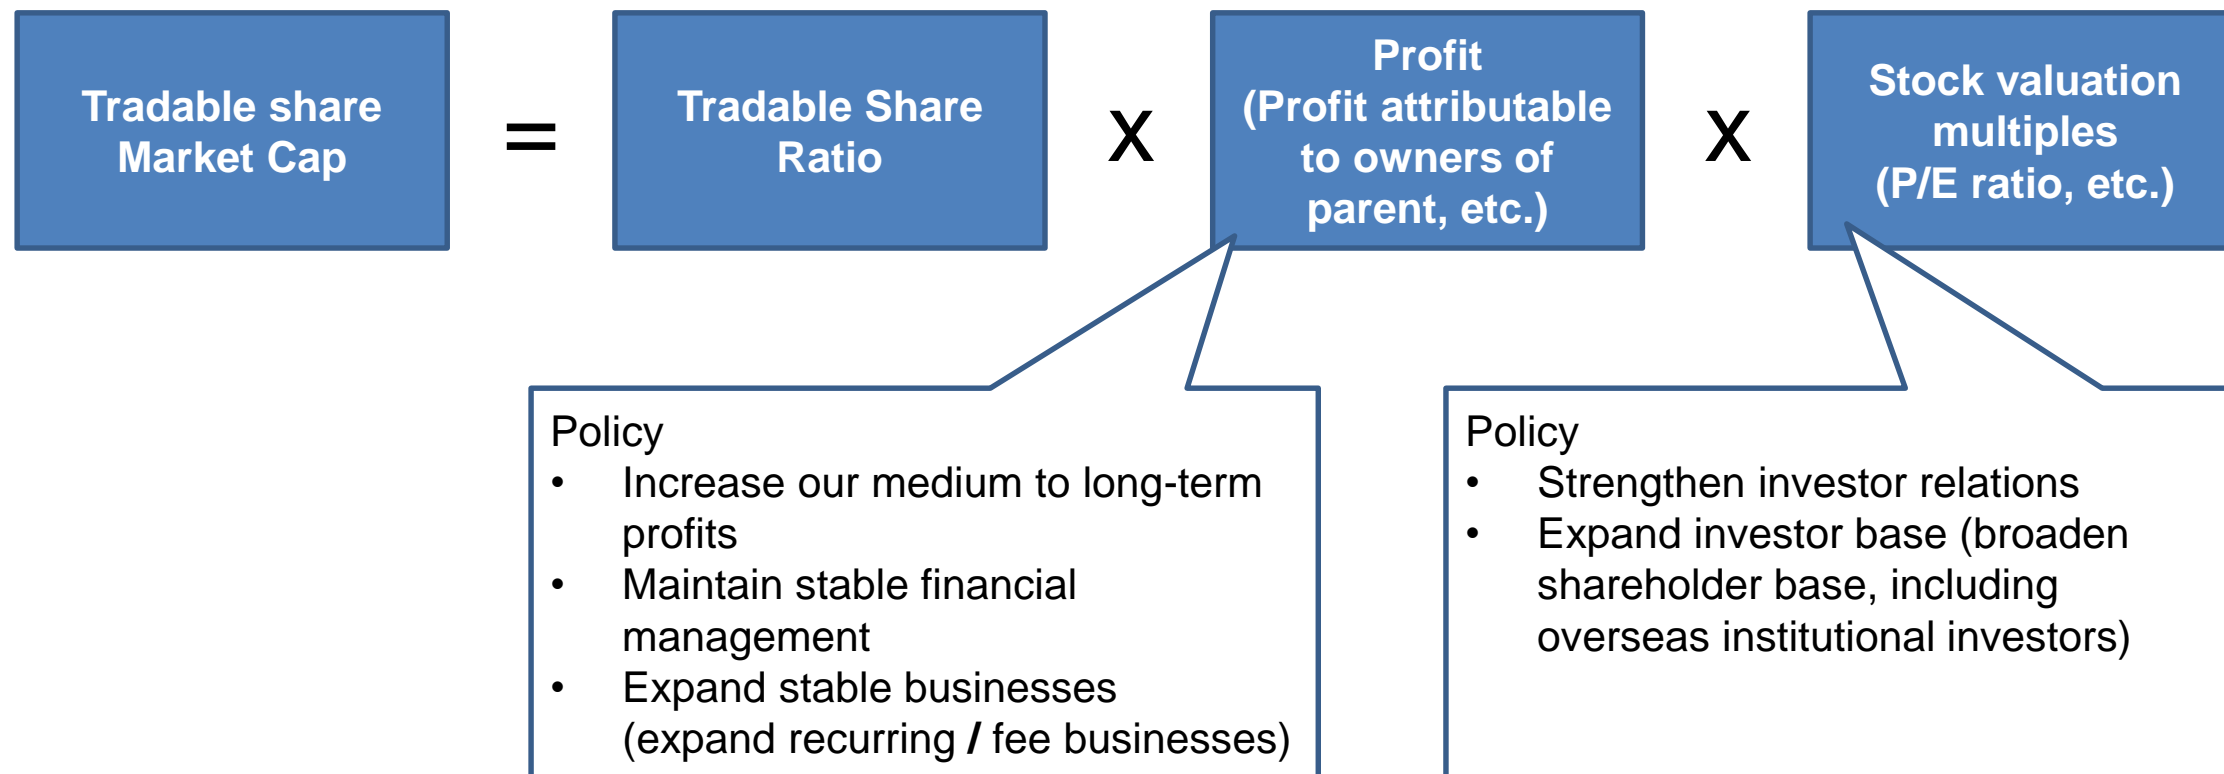 Tradable share
Market Cap
=
Tradable Share
Ratio
X
Profit
(Profit attributable
to owners of
parent, etc.)
X
Stock valuation
multiples
(P/E ratio, etc.)
Policy
• Increase our medium to long-term
profits
• Maintain stable financial
management
• Expand stable businesses
(expand recurring / fee businesses)
Policy
• Strengthen investor relations
• Expand investor base (broaden
shareholder base, including
overseas institutional investors)